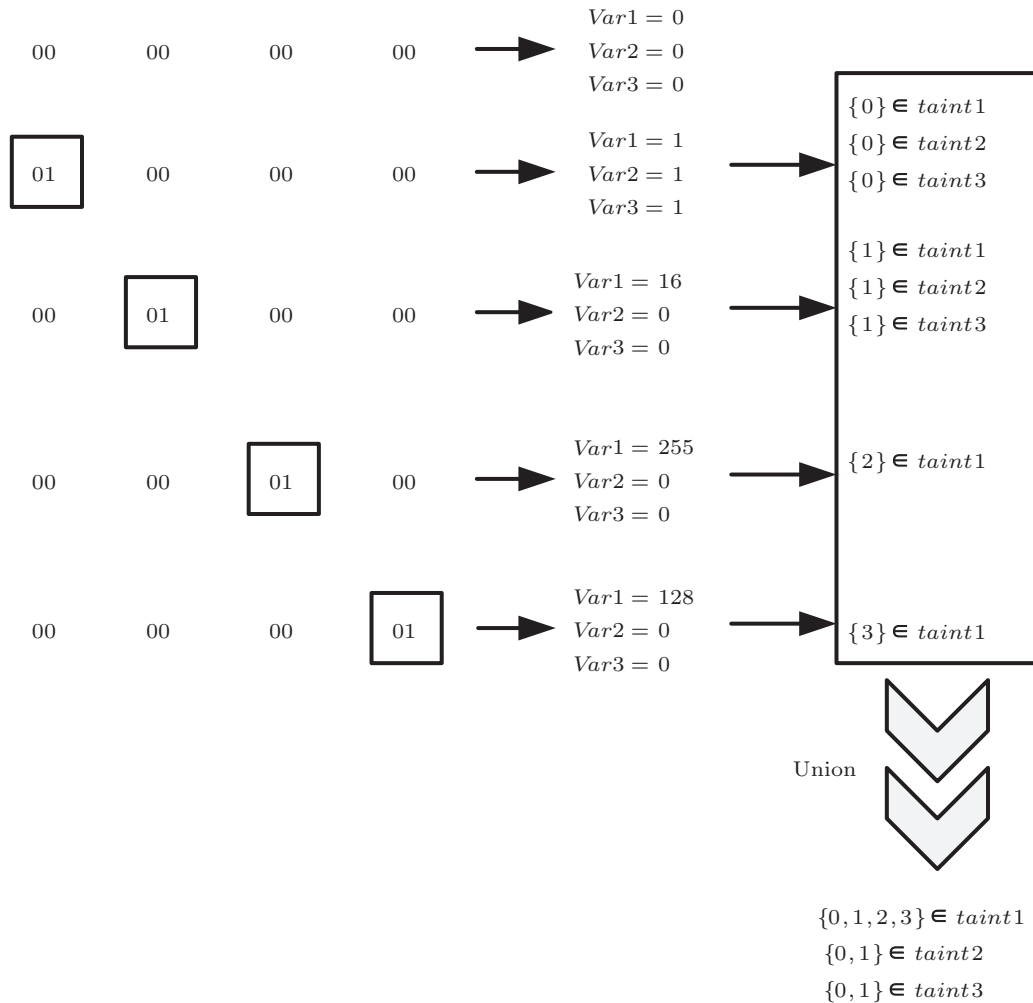 00 00 00 00
Var1 = 0
Var2 = 0
Var3 = 0
01 00 00 00
Var1 = 1
Var2 = 1
Var3 = 1
{0} ∈ taint1
{0} ∈ taint2
{0} ∈ taint3
00 01 00 00
Var1 = 16
Var2 = 0
Var3 = 0
{1} ∈ taint1
{1} ∈ taint2
{1} ∈ taint3
00 00 01 00
Var1 = 255
Var2 = 0
Var3 = 0
{2} ∈ taint1
00 00 00 01
Var1 = 128
Var2 = 0
Var3 = 0
{3} ∈ taint1
Union
{0,1,2,3} ∈ taint1
{0,1} ∈ taint2
{0,1} ∈ taint3